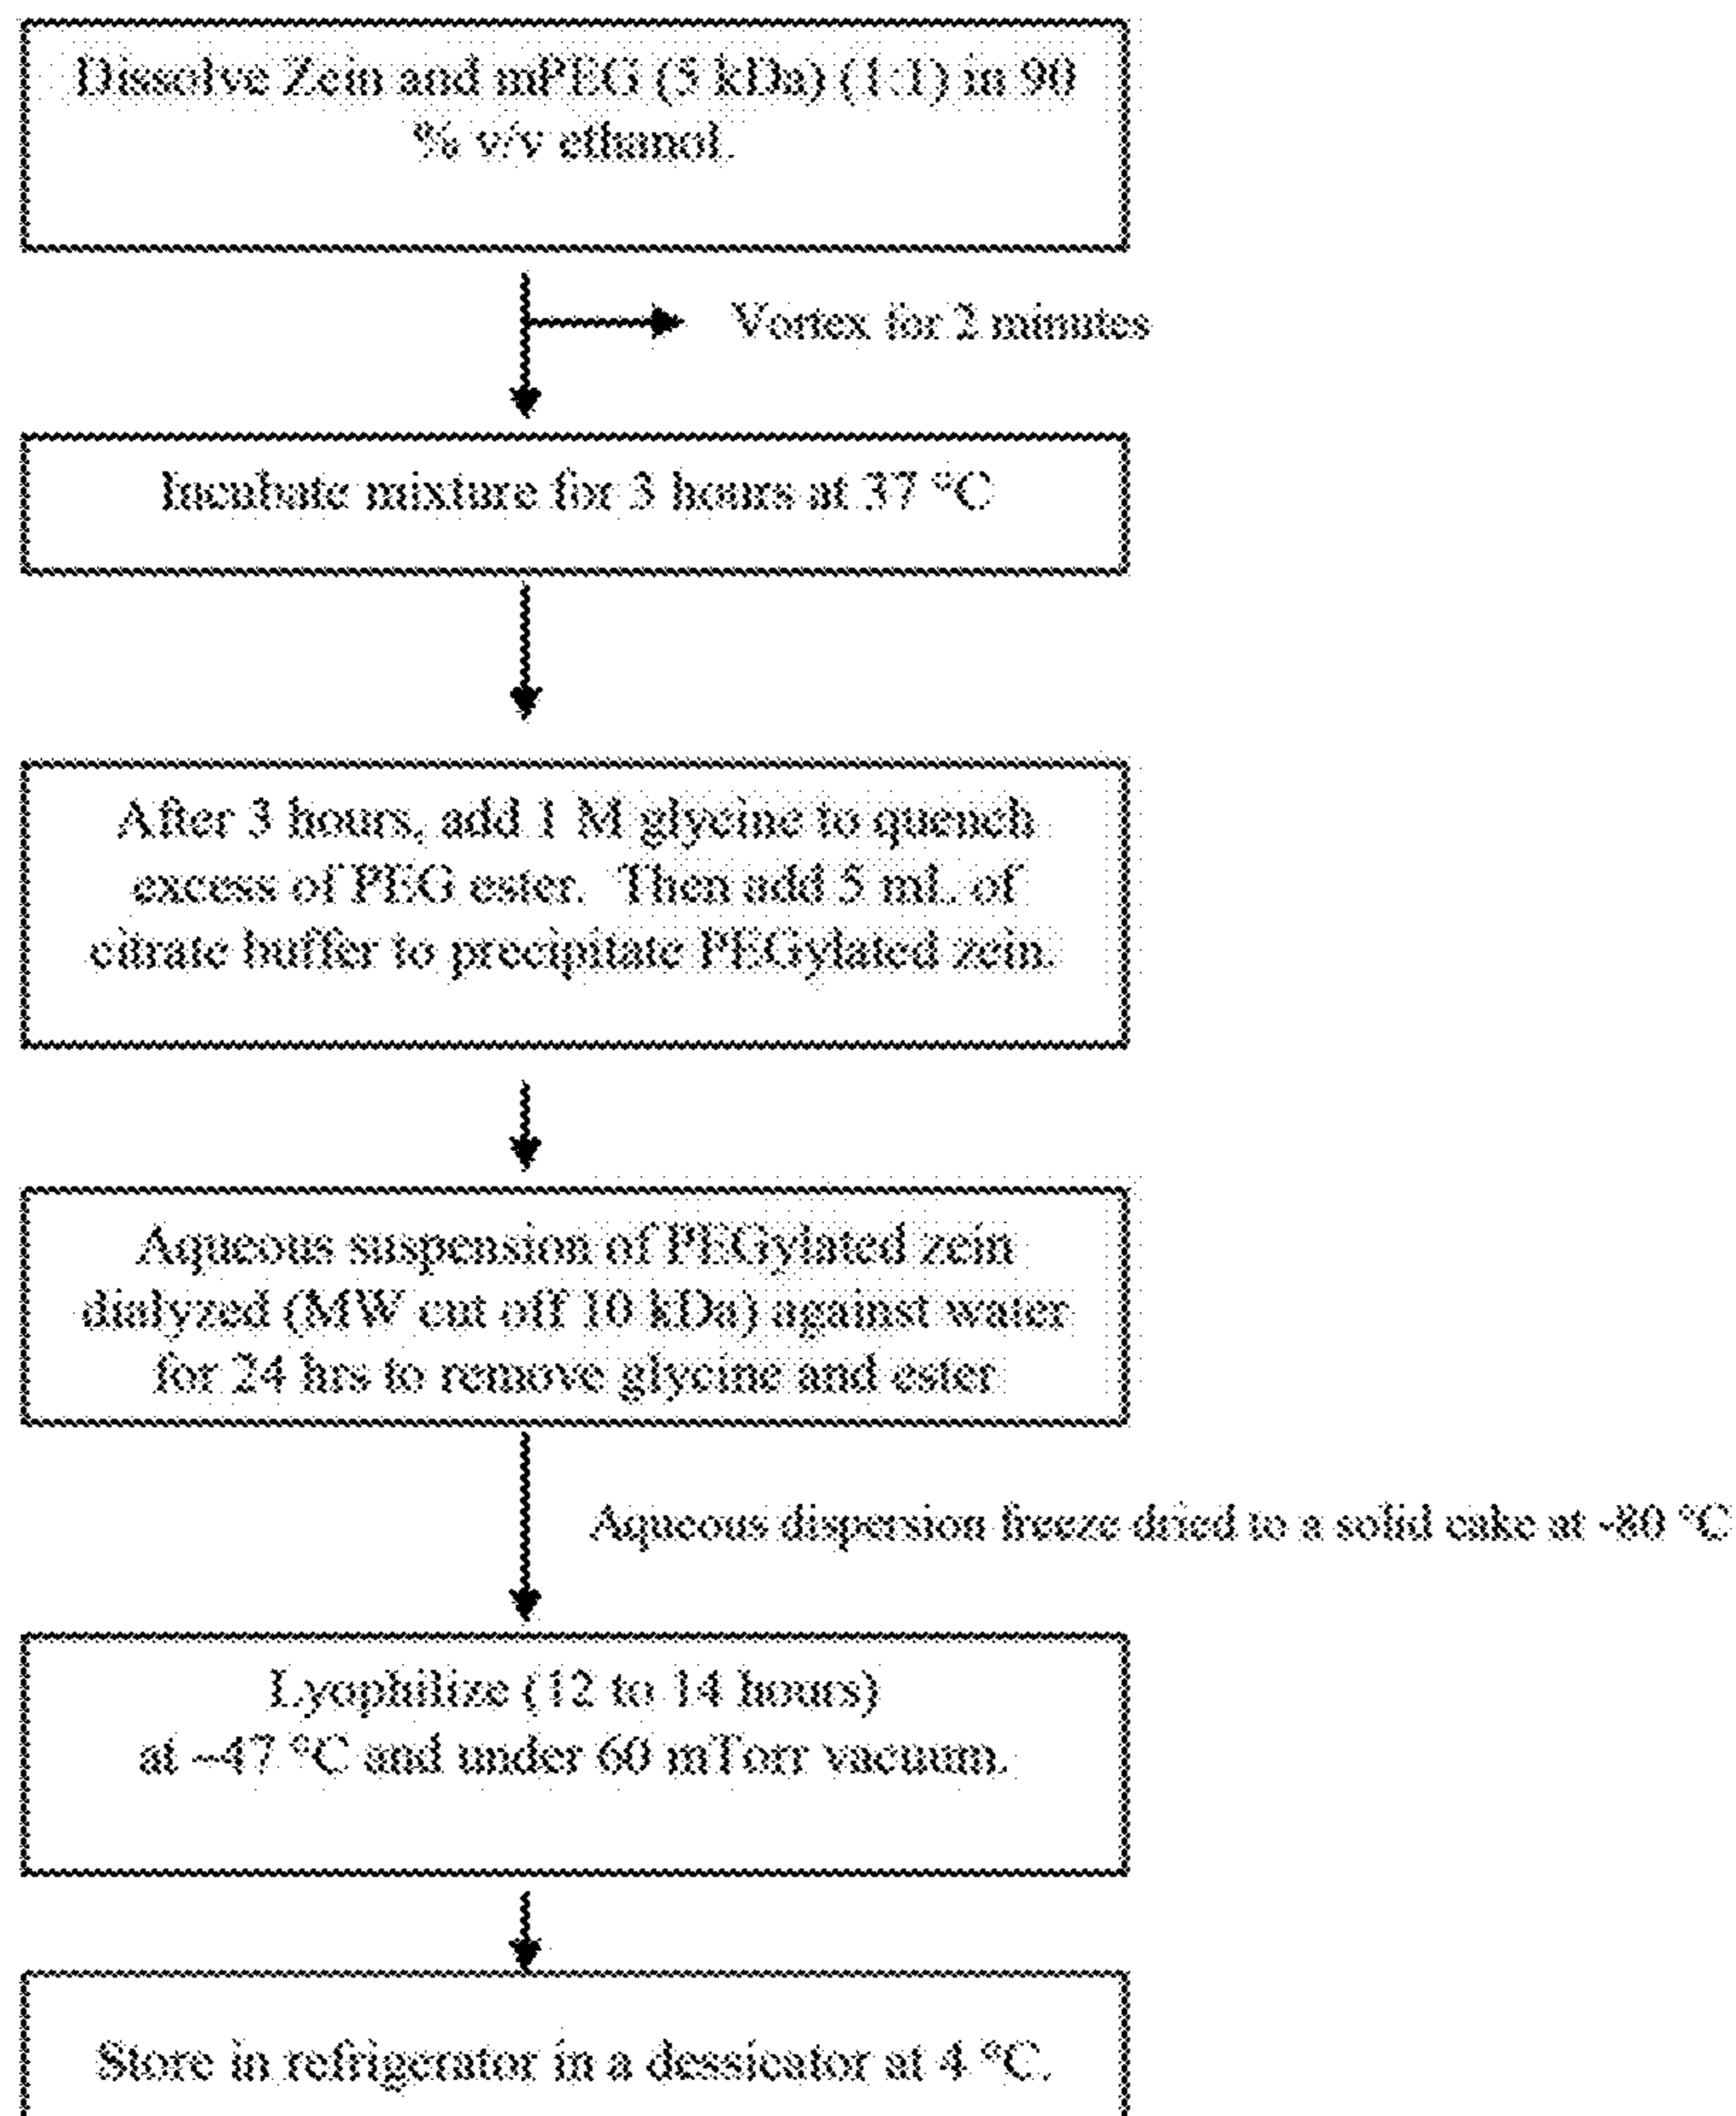 Dissolve Zein and mPEG (5 kDa) (1:1) in 90
% v/v ethanol.
Vortex for 2 minutes
Incubate mixture for 3 hours at 37 °C
After 3 hours, add 1 M glycine to quench
excess of PEG ester. Then add 5 mL of
citrate buffer to precipitate PEGylated zein.
Aqueous suspension of PEGylated zein
dialyzed (MW cut off 10 kDa) against water
for 24 hrs to remove glycine and ester
Aqueous dispersion freeze dried to a solid cake at -80 °C
Lyophilize (12 to 14 hours)
at -47 °C and under 60 mTorr vacuum.
Store in refrigerator in a dessicator at 4 °C.